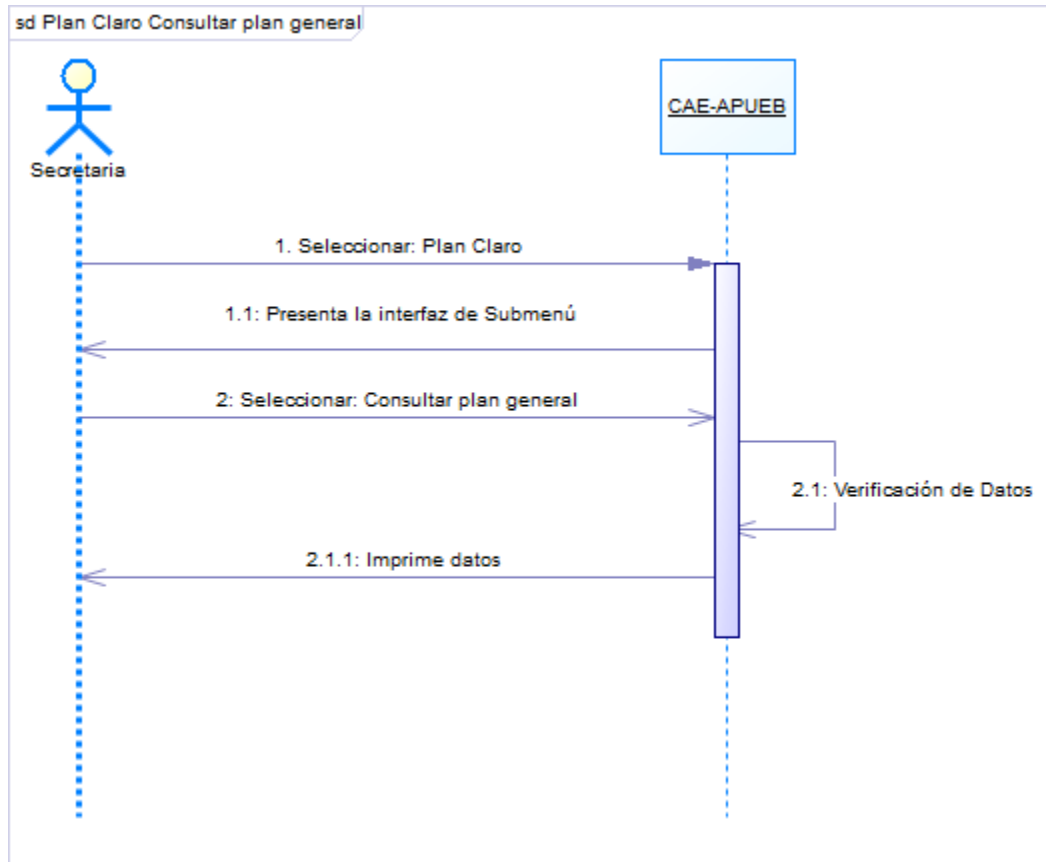 sd Plan Claro Consultar plan general
CAE-APUEB
Secretaria
1. Seleccionar: Plan Claro
1.1: Presenta la interfaz de Submenú
2: Seleccionar: Consultar plan general
2.1: Verificación de Datos
2.1.1: Imprime datos